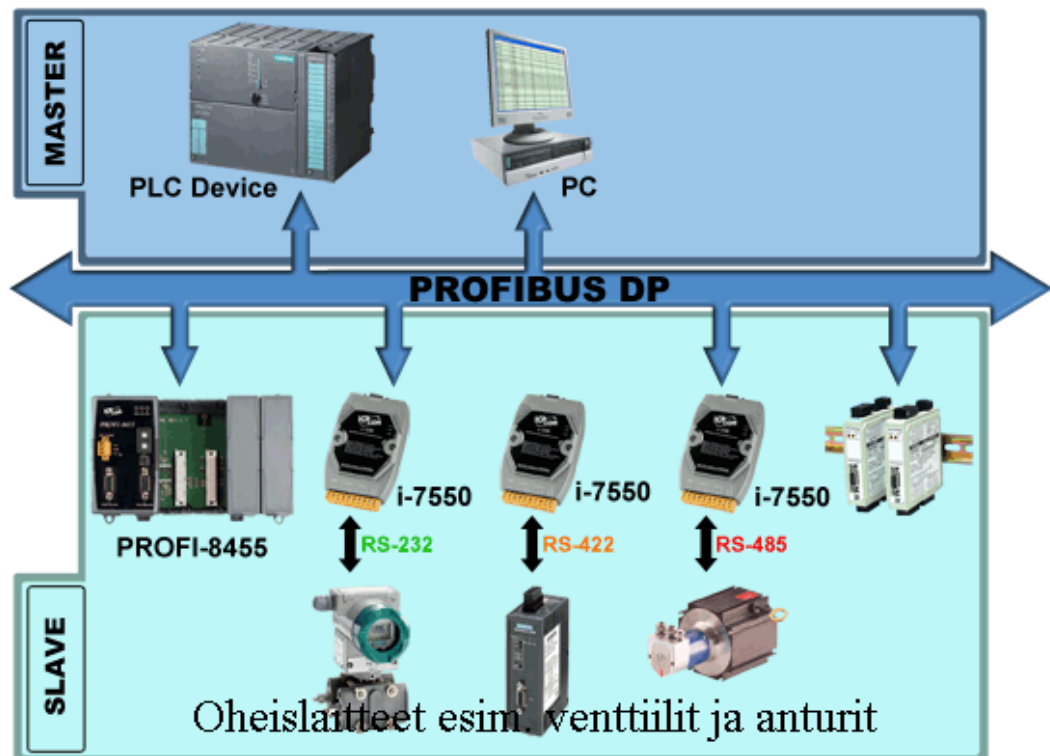 MASTER
PLC Device
PC
PROFIBUS DP
PROFI-8455
i-7550
i-7550
i-7550
RS-232
RS-422
RS-485
SLAVE
Oheislaitteet esim. venttiilit ja anturit